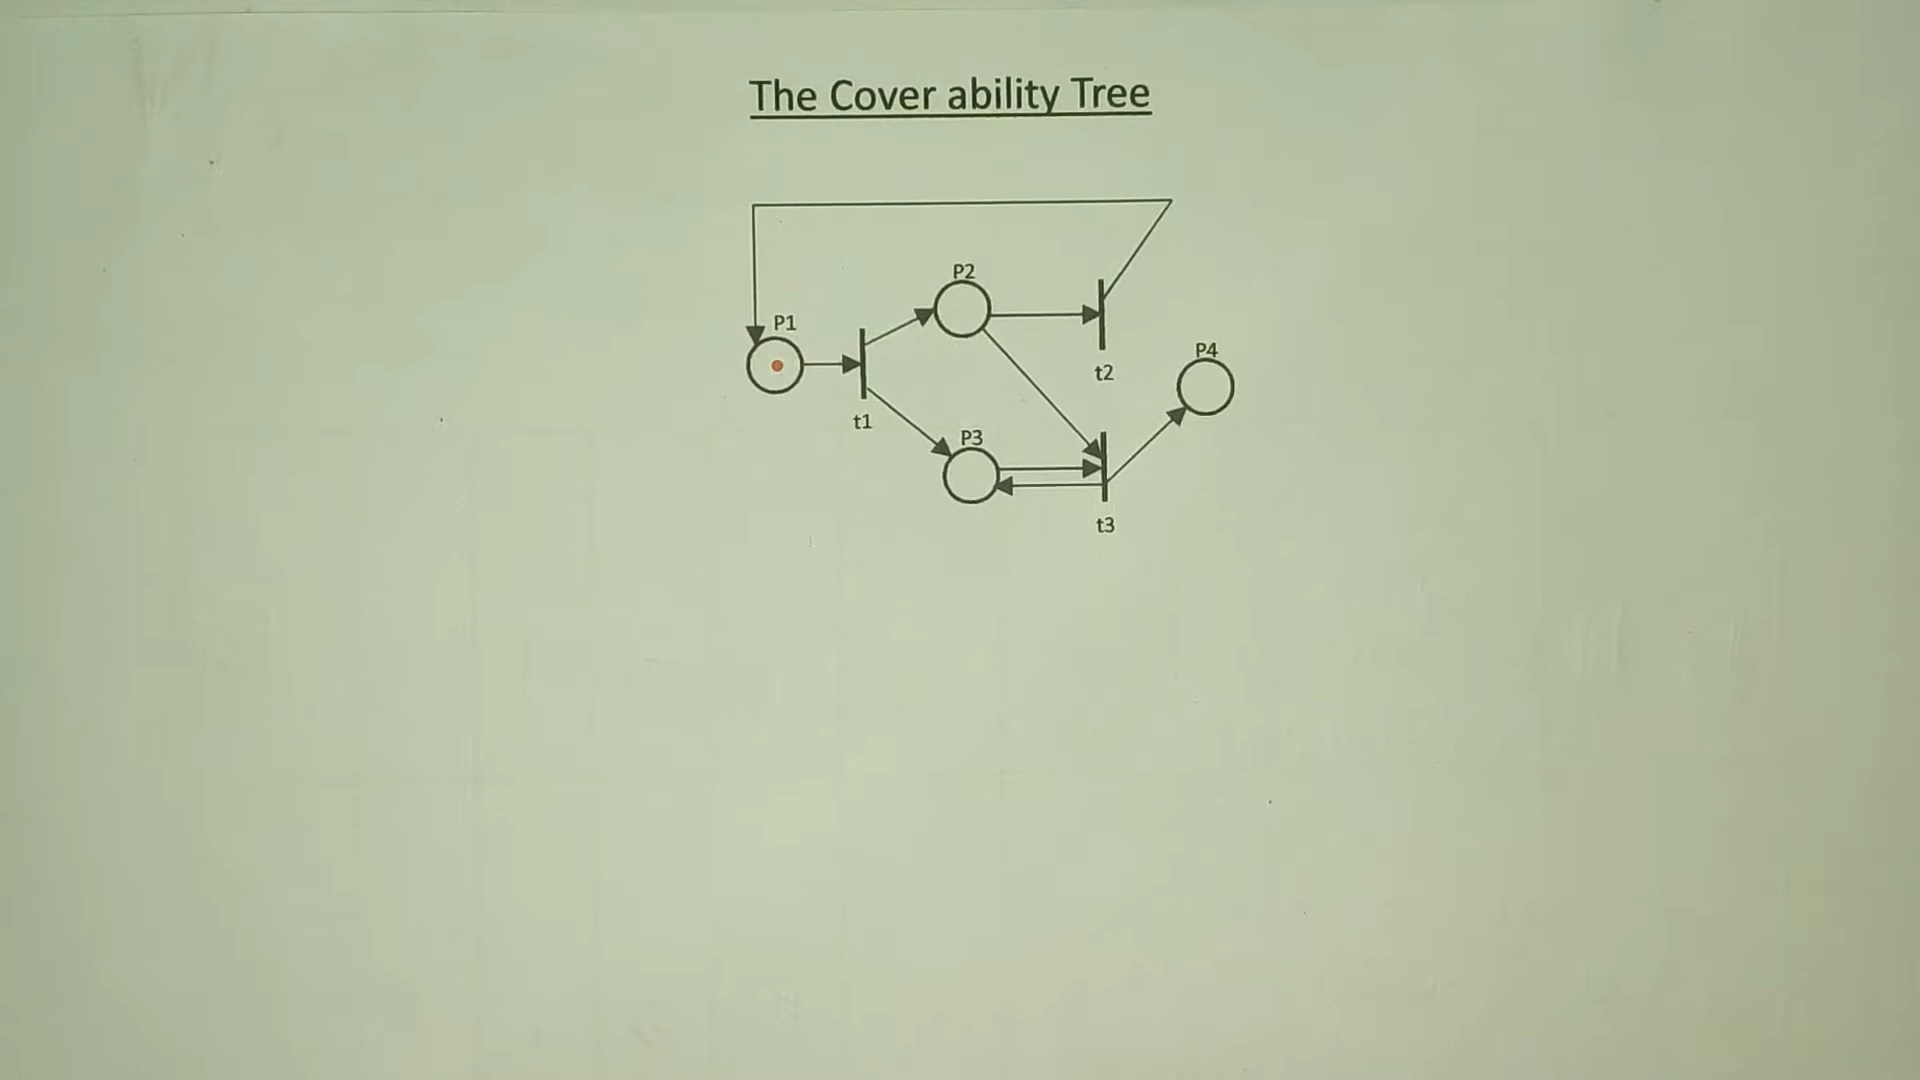 The Cover ability Tree
P2
P1
P4
t2
t1
P3
t3